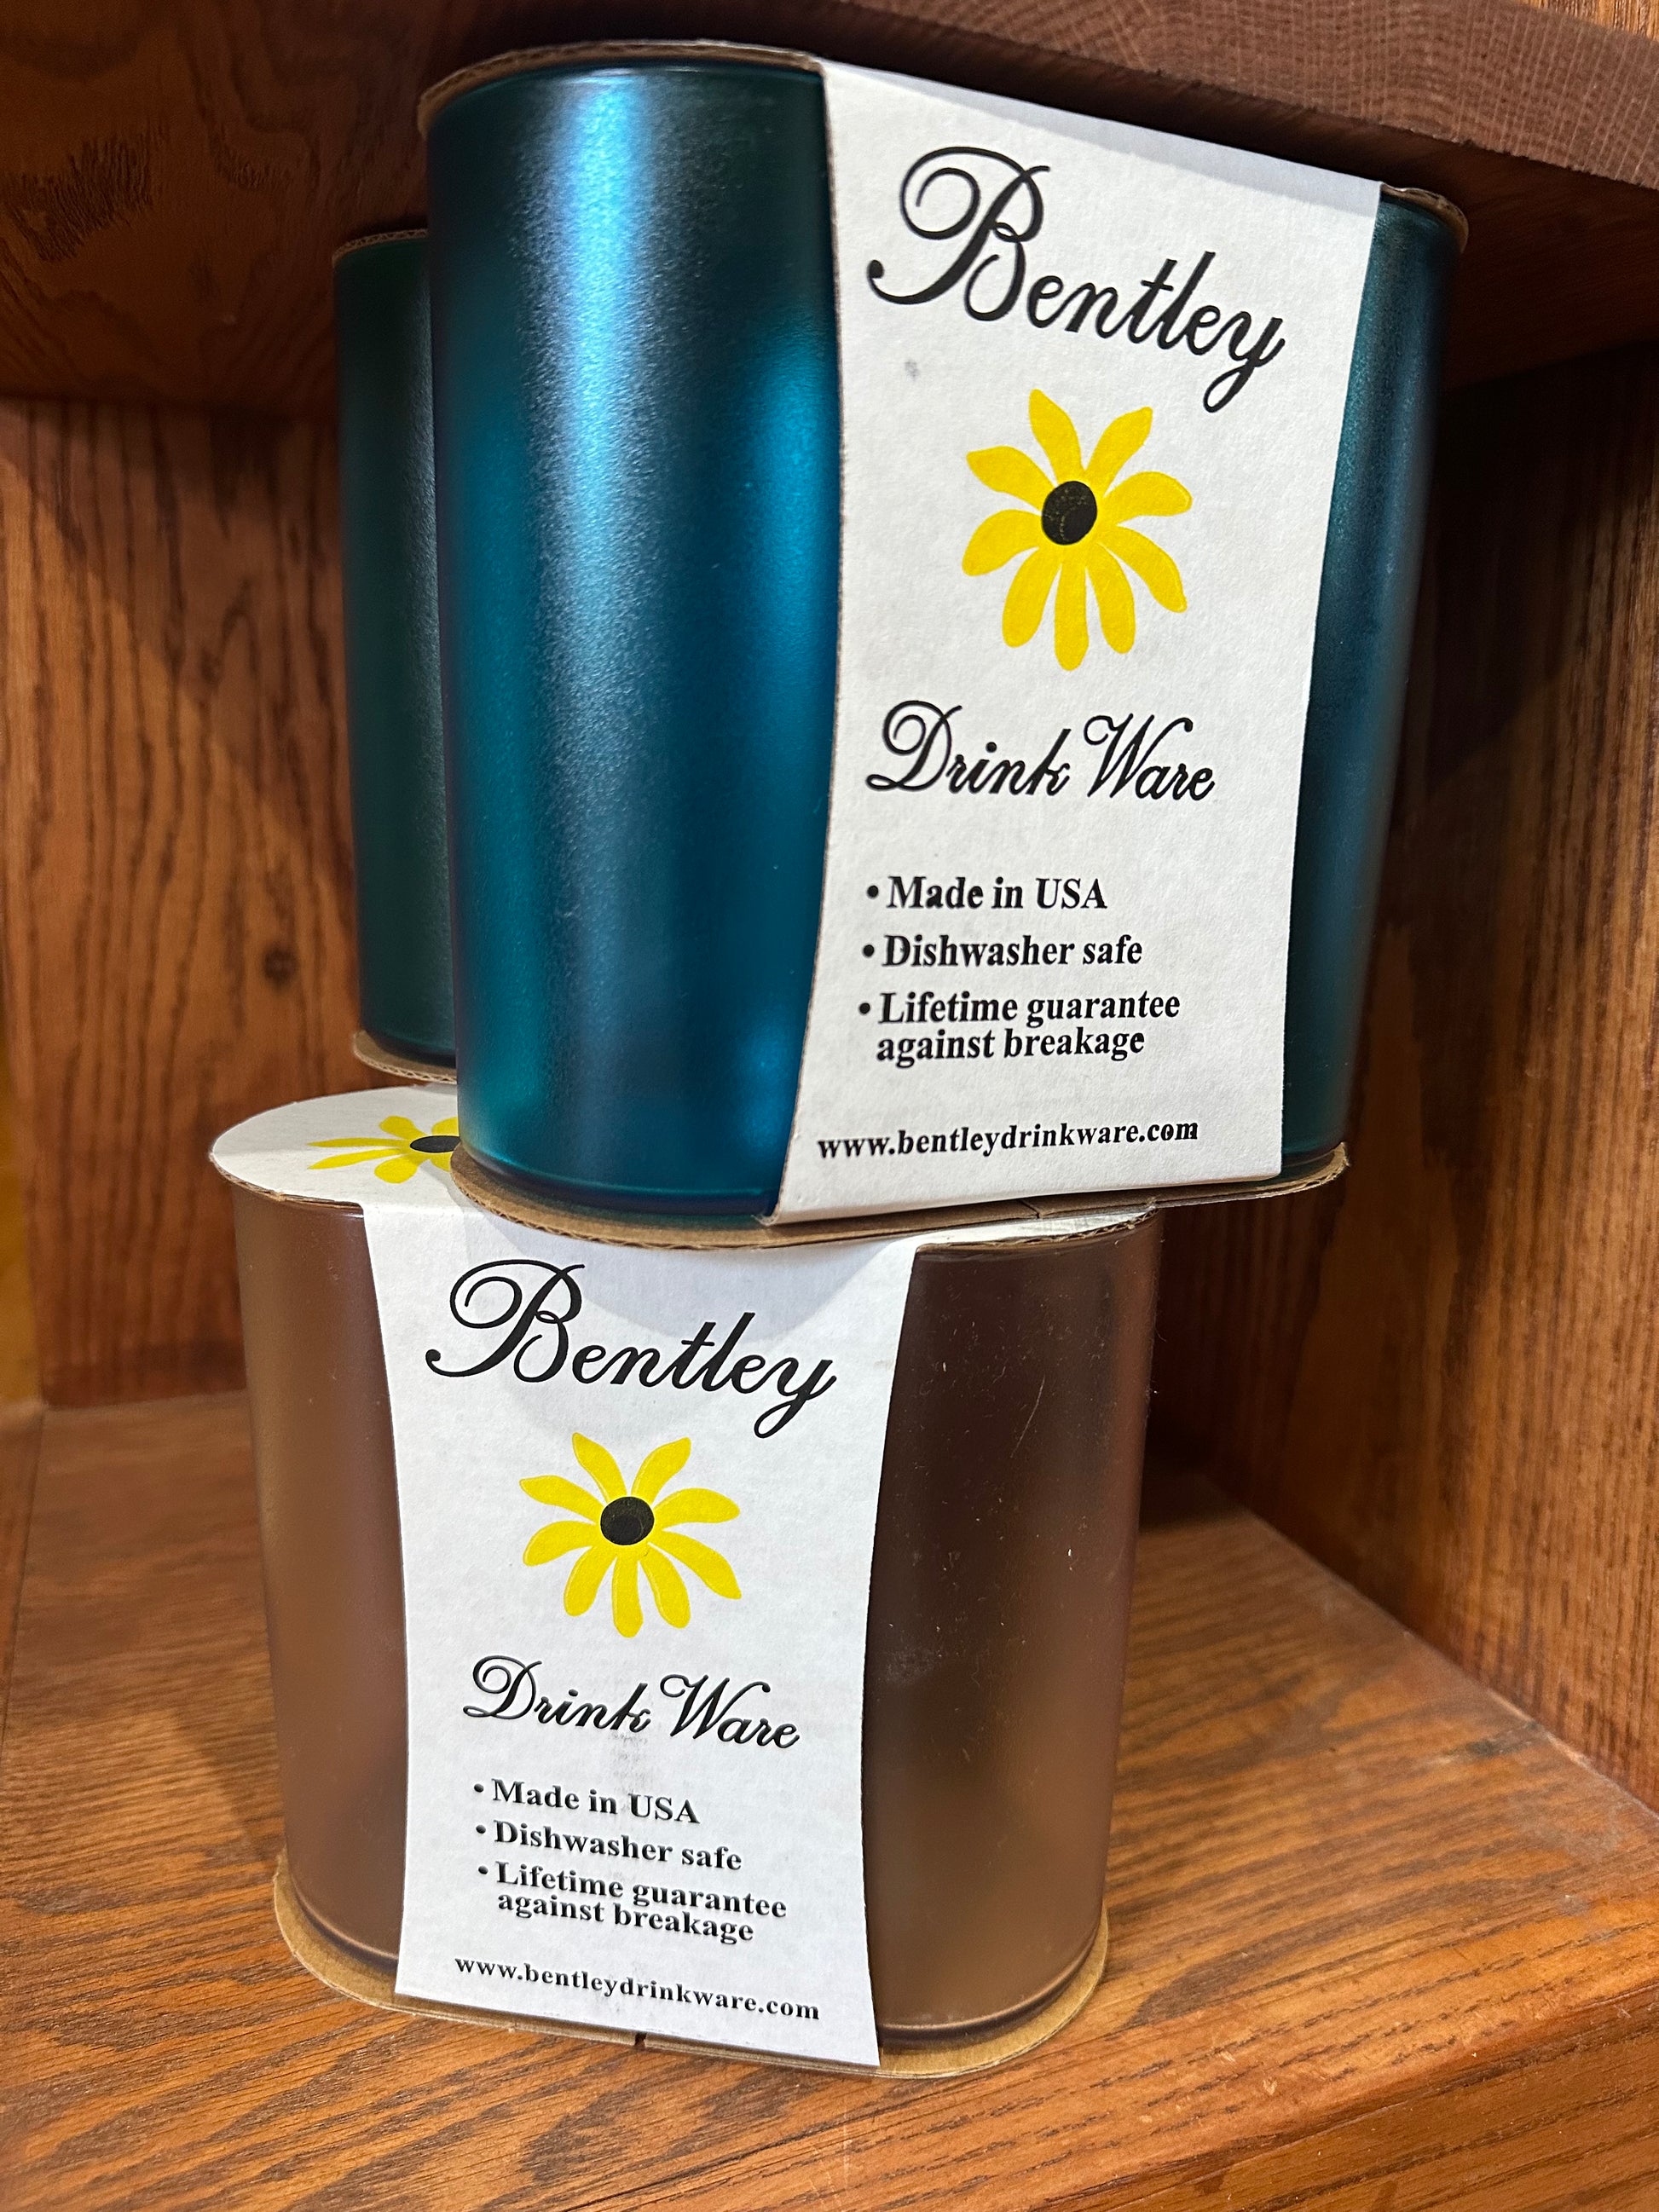 Bentley
Drink Ware
• Made in USA
• Dishwasher safe
• Lifetime guarantee
against breakage
www.bentleydrinkware.com
Bentley
Drink Ware
• Made in USA
• Dishwasher safe
• Lifetime guarantee
against breakage
www.bentleydrinkware.com